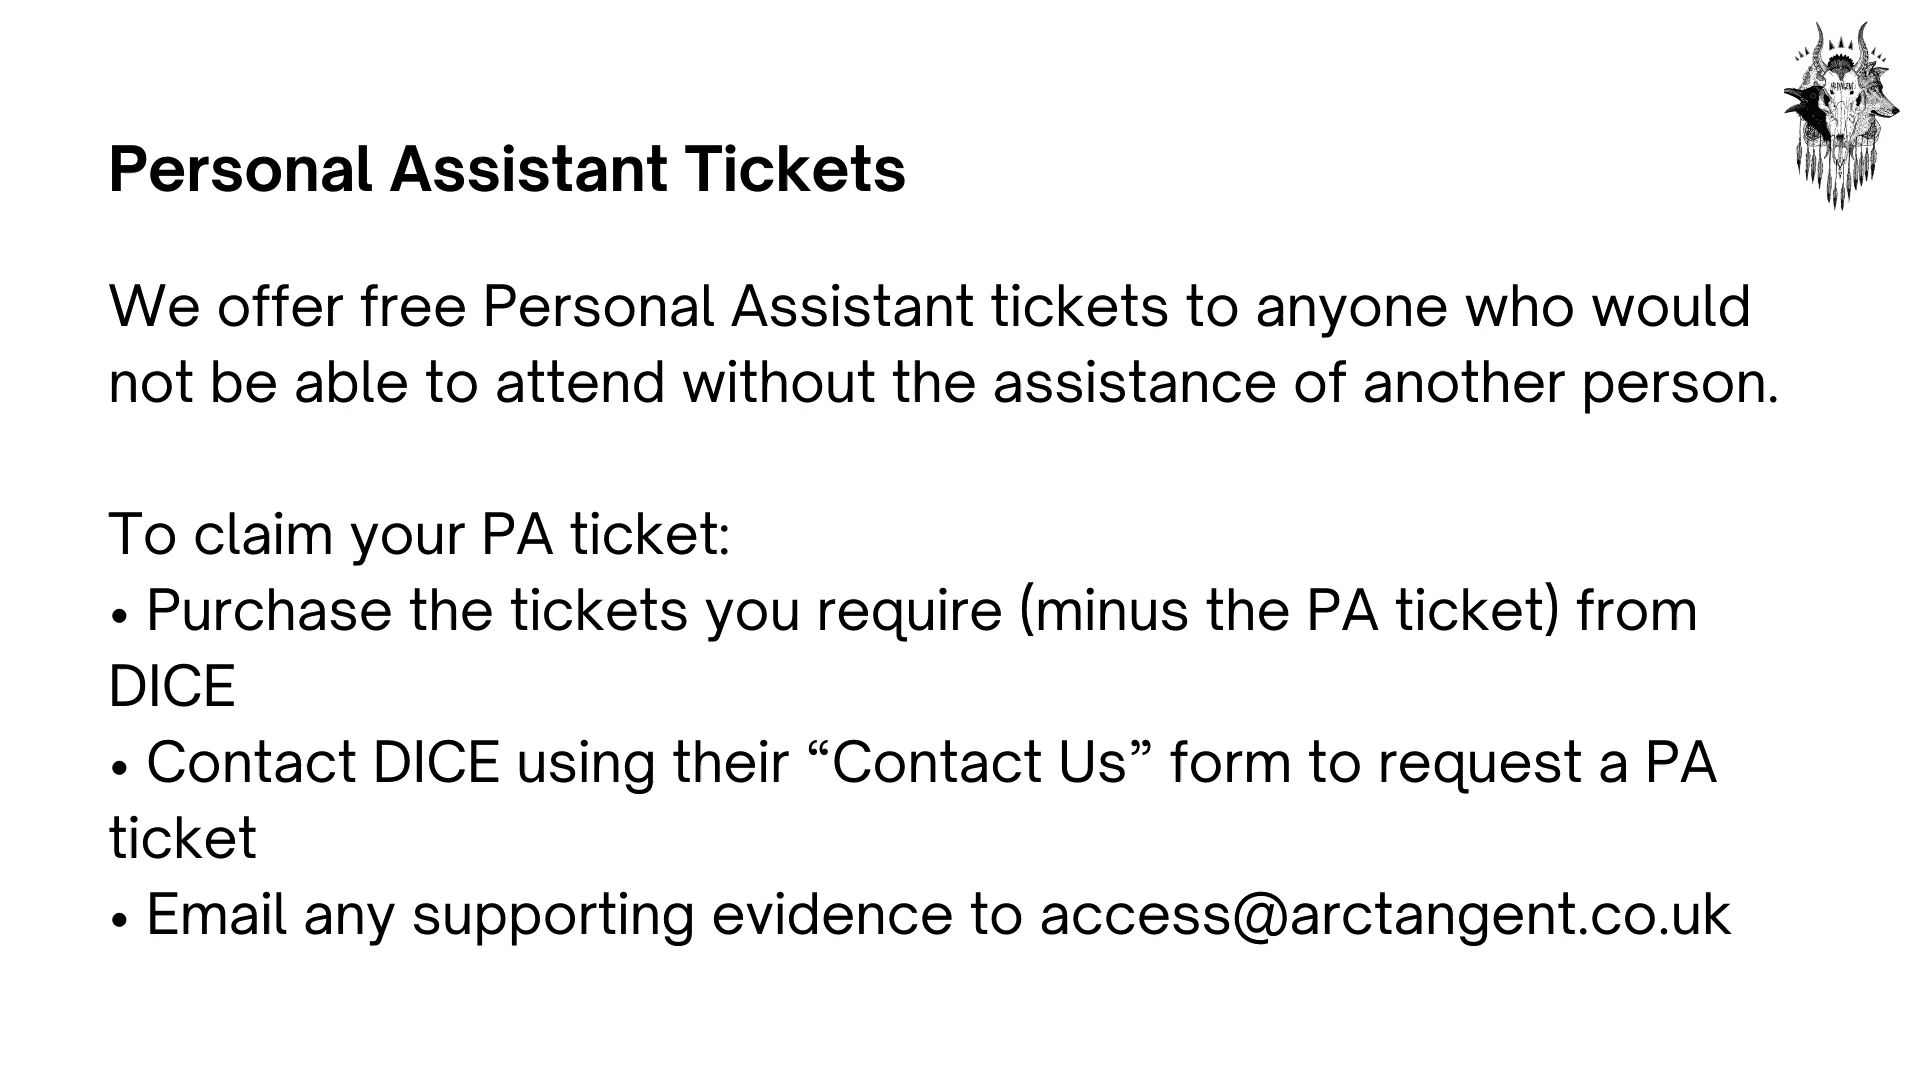 Personal Assistant Tickets
We offer free Personal Assistant tickets to anyone who would
not be able to attend without the assistance of another person.
To claim your PA ticket:
• Purchase the tickets you require (minus the PA ticket) from
DICE
• Contact DICE using their “Contact Us” form to request a PA
ticket
• Email any supporting evidence to access@arctangent.co.uk